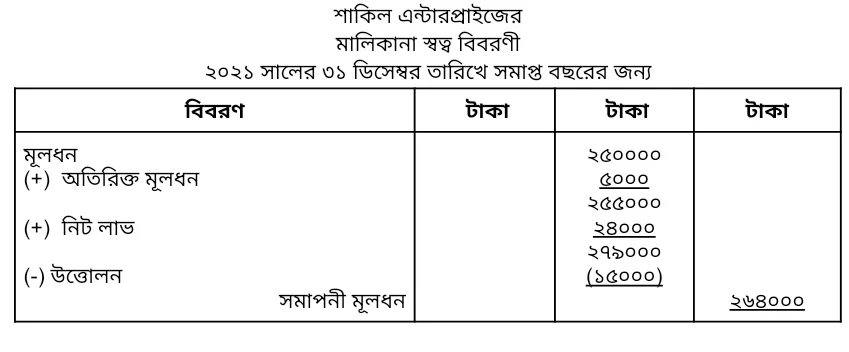 শাকিল এন্টারপ্রাইজের
মালিকানা স্বত্ব বিবরণী
২০২১ সালের ৩১ ডিসেম্বর তারিখে সমাপ্ত বছরের জন্য
বিবরণ টাকা টাকা টাকা
মূলধন ২৫০০০০
(+) অতিরিক্ত মূলধন ৫০০০
২৫৫০০০
(+) নিট লাভ ২৪০০০
২৭৯০০০
(-) উত্তোলন (১৫০০০)
সমাপনী মূলধন ২৬৪০০০